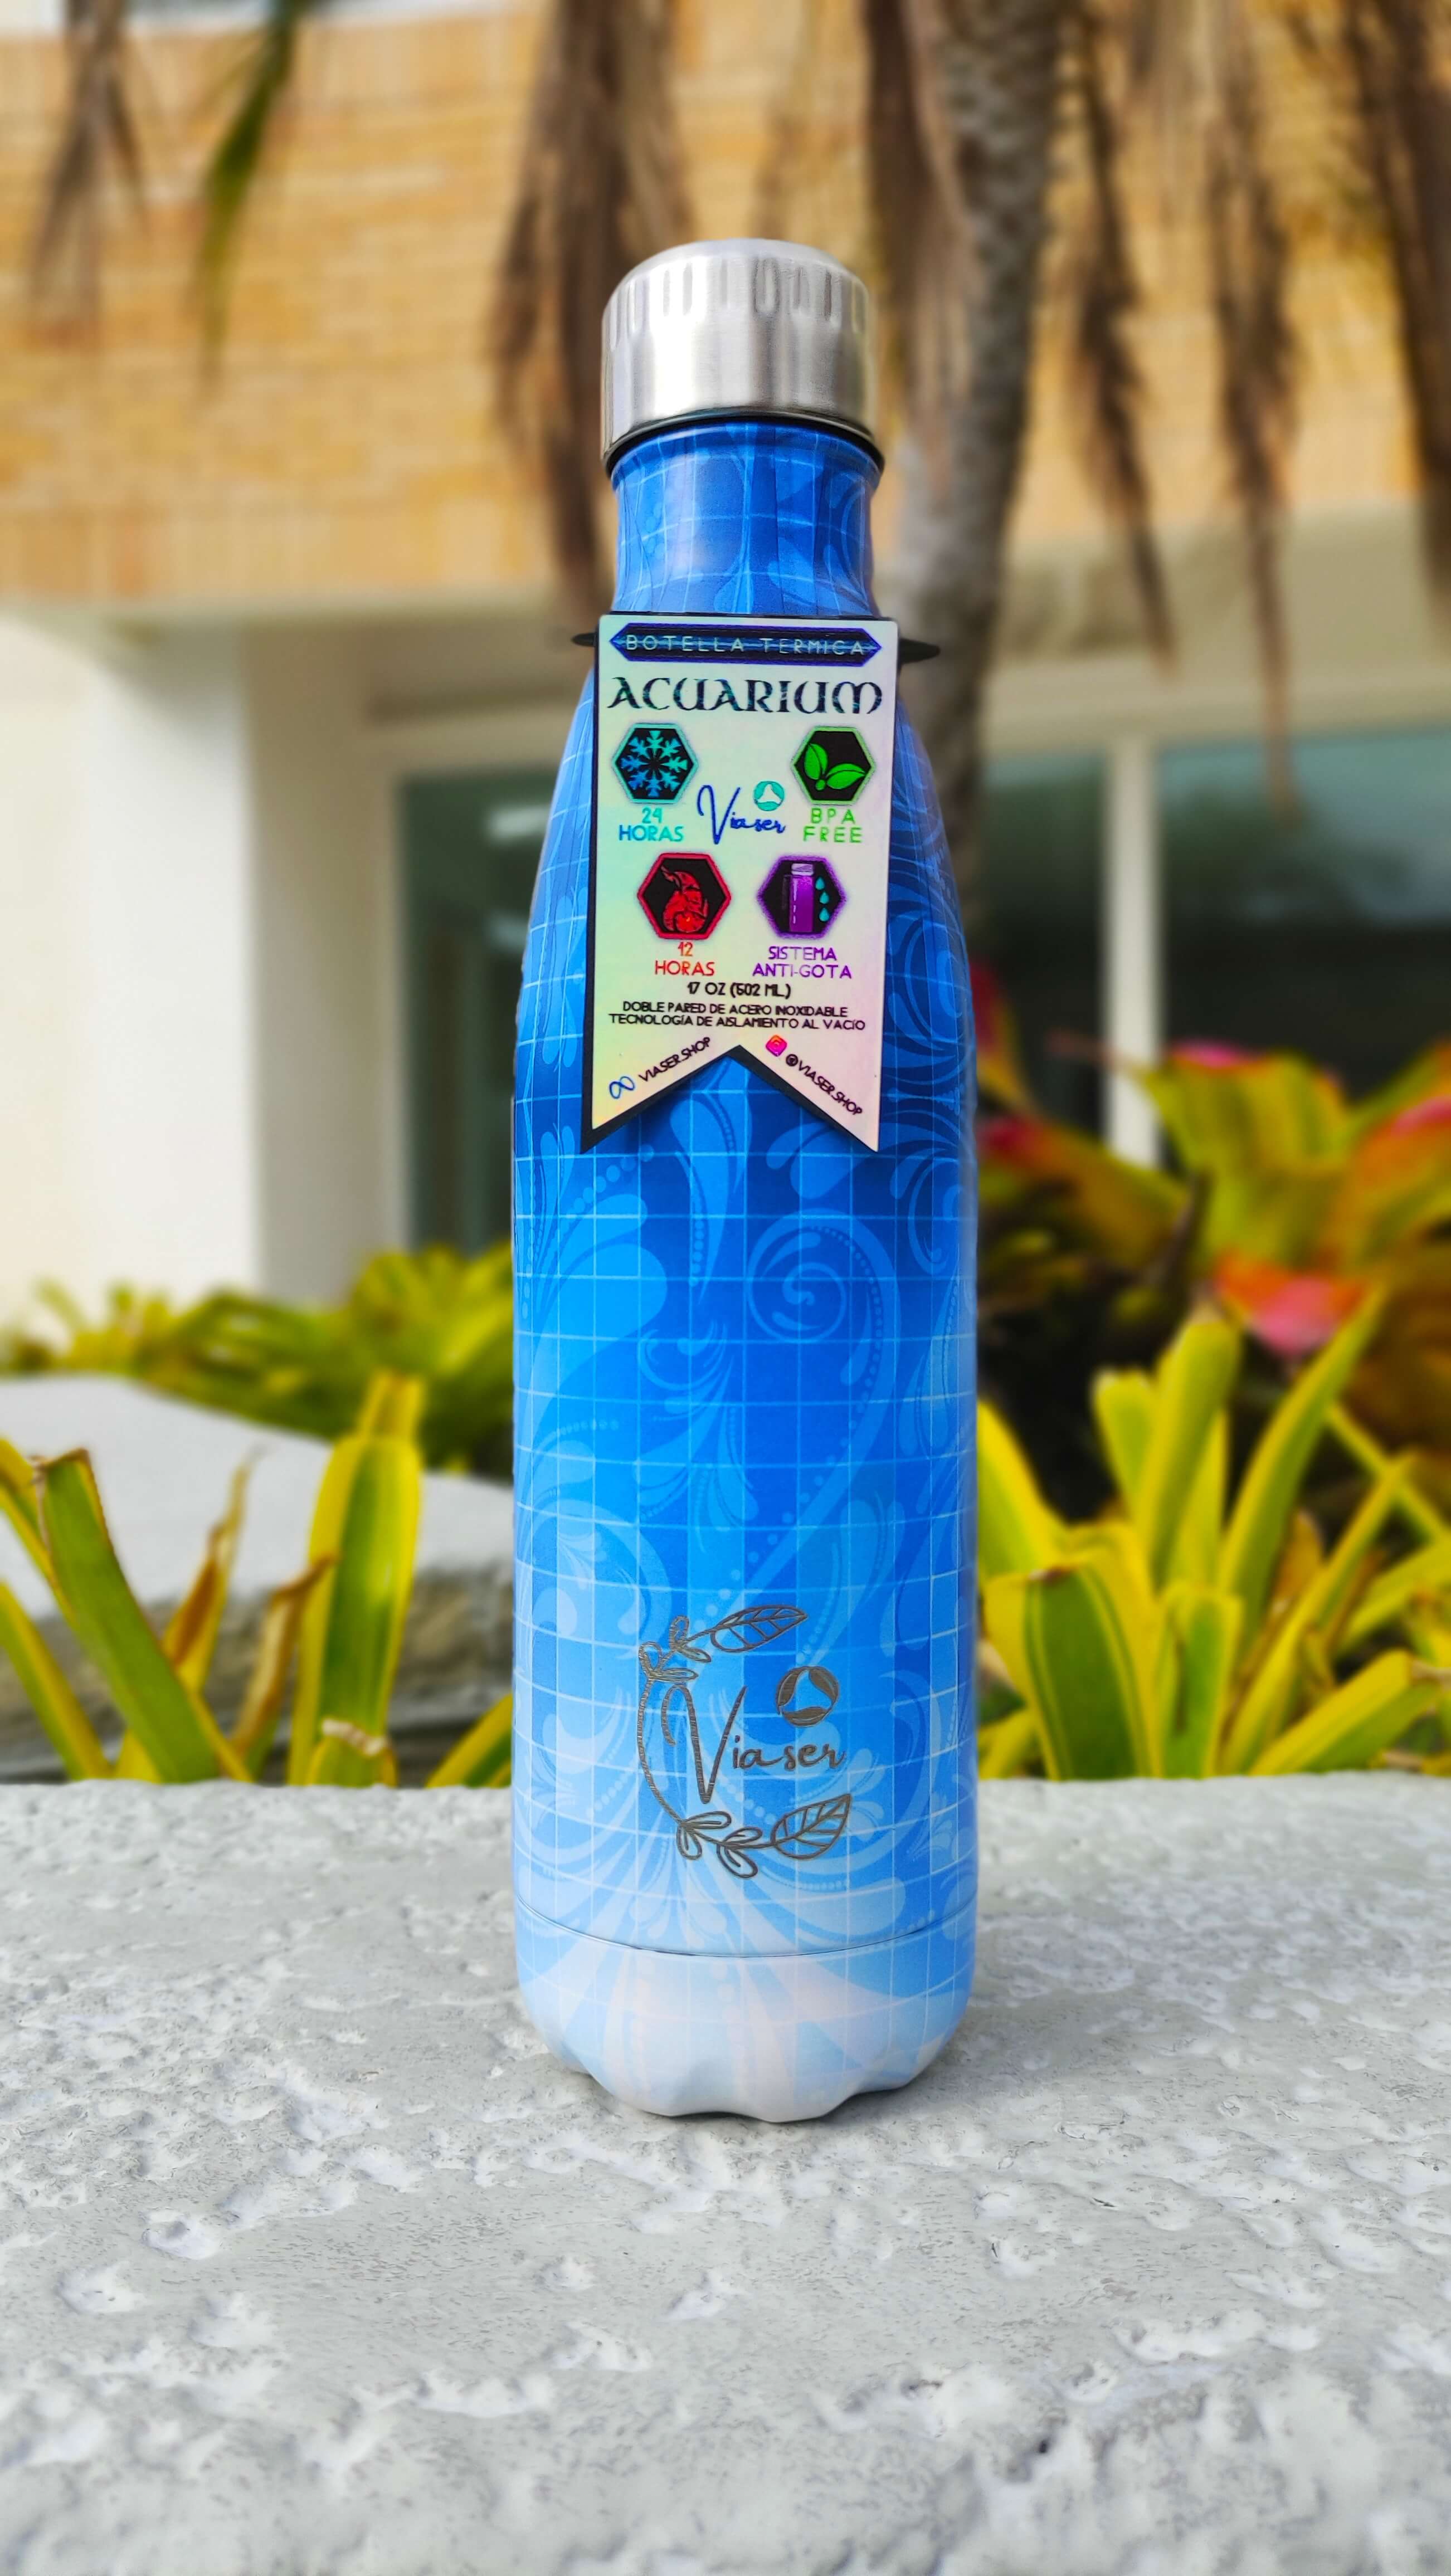 BOTELLA TERMICA
ACUARIUM
24
HORAS
Viaser
BPA
FREE
12
HORAS
SISTEMA
ANTI-GOTA
17 OZ (502 ML)
DOBLE PARED DE ACERO INOXIDABLE
TECNOLOGÍA DE AISLAMIENTO AL VACÍO
VIASER.SHOP
@VIASER.SHOP
Viaser